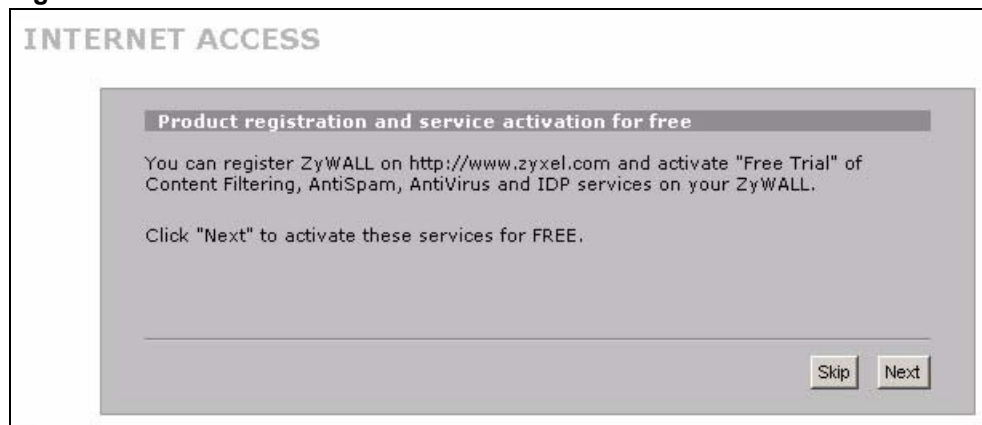 INTERNET ACCESS
Product registration and service activation for free
You can register ZyWALL on http://www.zyxel.com and activate "Free Trial" of
Content Filtering, AntiSpam, AntiVirus and IDP services on your ZyWALL.
Click "Next" to activate these services for FREE.
Skip Next